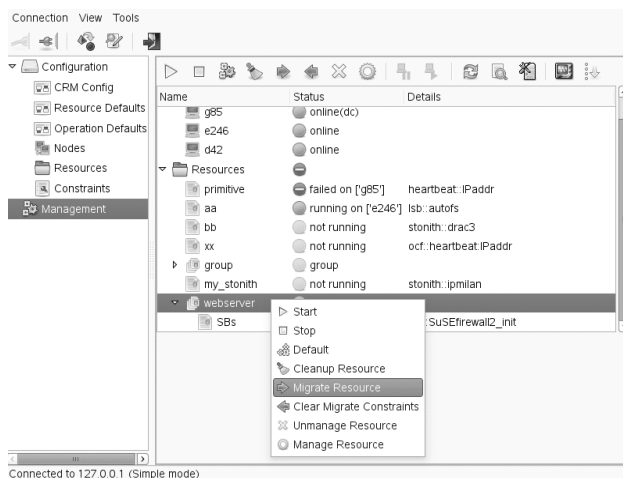 Connection View Tools
Configuration
CRM Config
Resource Defaults
Operation Defaults
Nodes
Resources
Constraints
Management
Name Status Details
g85 online(dc)
e246 online
d42 online
Resources
primitive failed on ['g85'] heartbeat::IPaddr
aa running on ['e246'] lsb::autofs
bb not running stonith::drac3
xx not running ocf::heartbeat:IPaddr
group group
my_stonith not running stonith::ipmilan
webserver
SBs :SuSEfirewall2_init
Start
Stop
Default
Cleanup Resource
Migrate Resource
Clear Migrate Constraints
Unmanage Resource
Manage Resource
Connected to 127.0.0.1 (Simple mode)